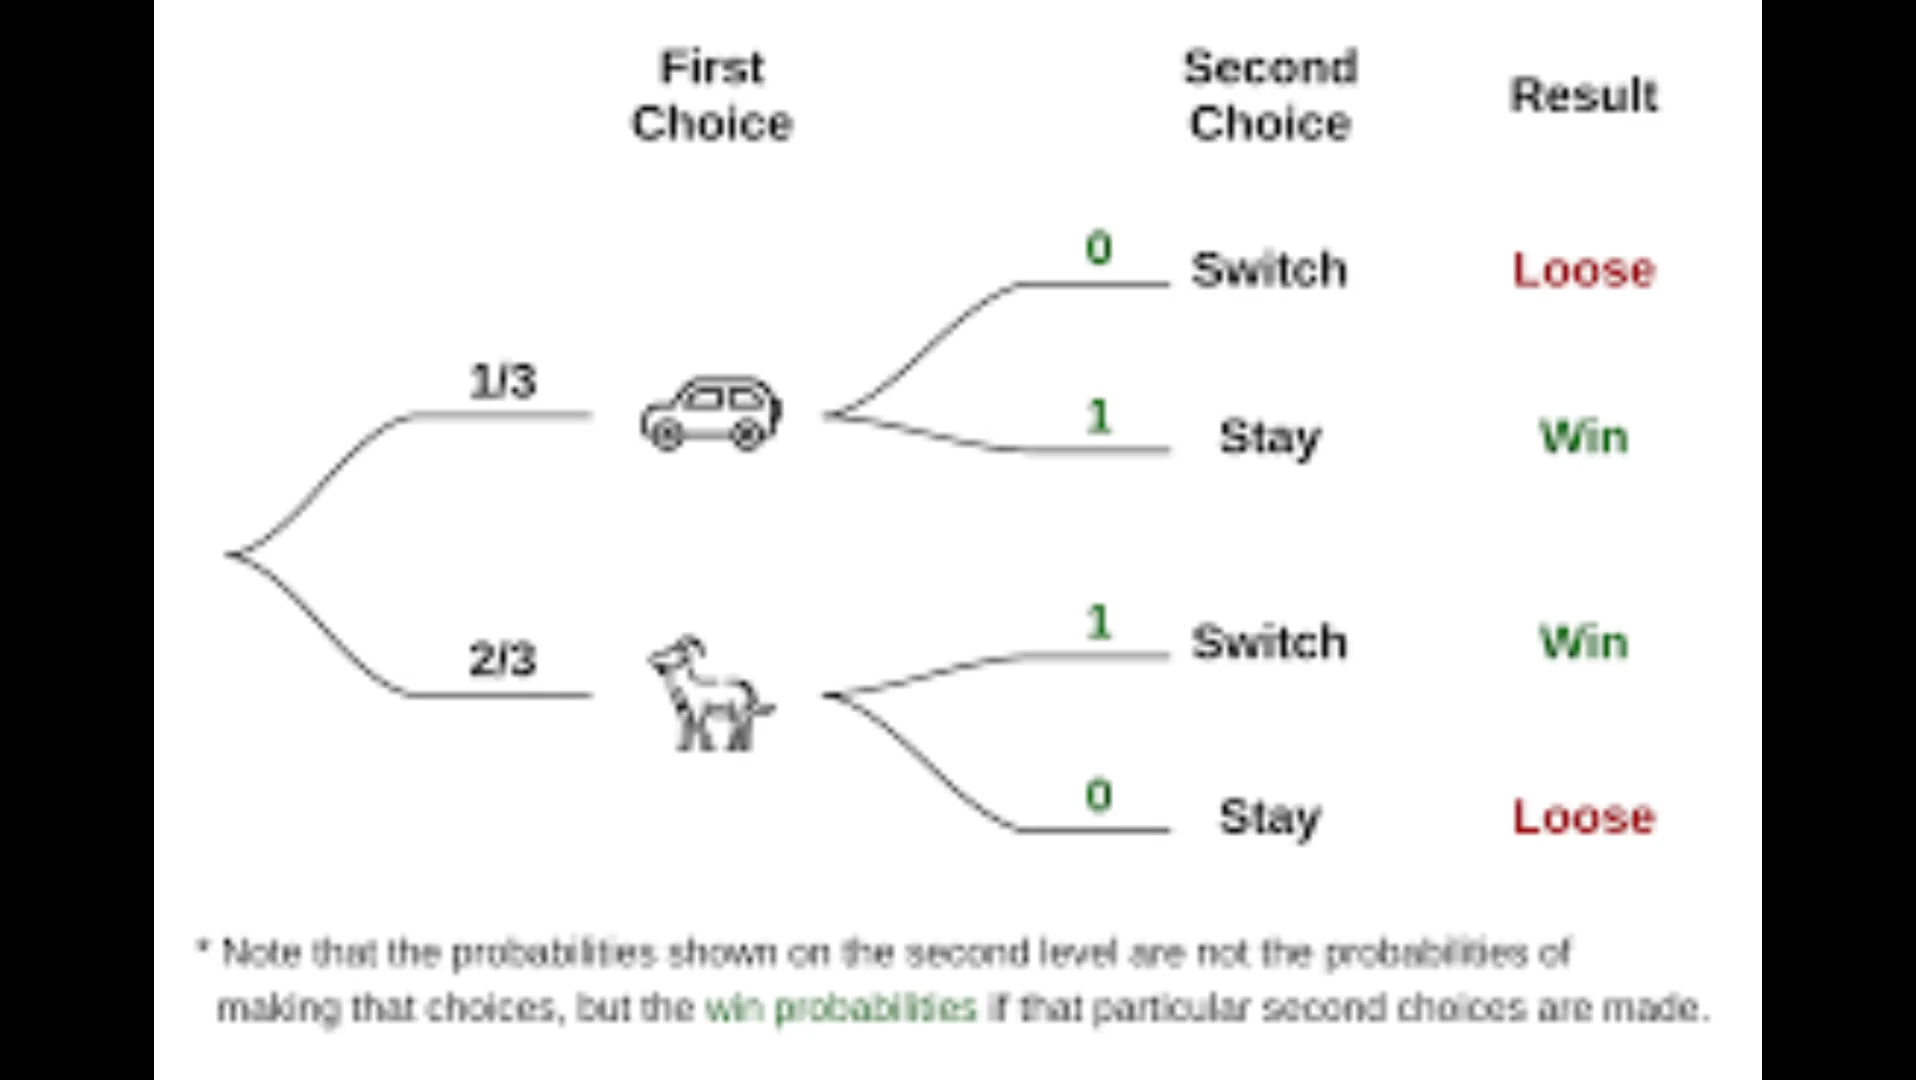 First
Choice
Second
Choice
Result
0
Switch
Loose
1/3
1
Stay
Win
2/3
1
Switch
Win
0
Stay
Loose
* Note that the probabilities shown on the second level are not the probabilities of
making that choices, but the win probabilities if that particular second choices are made.